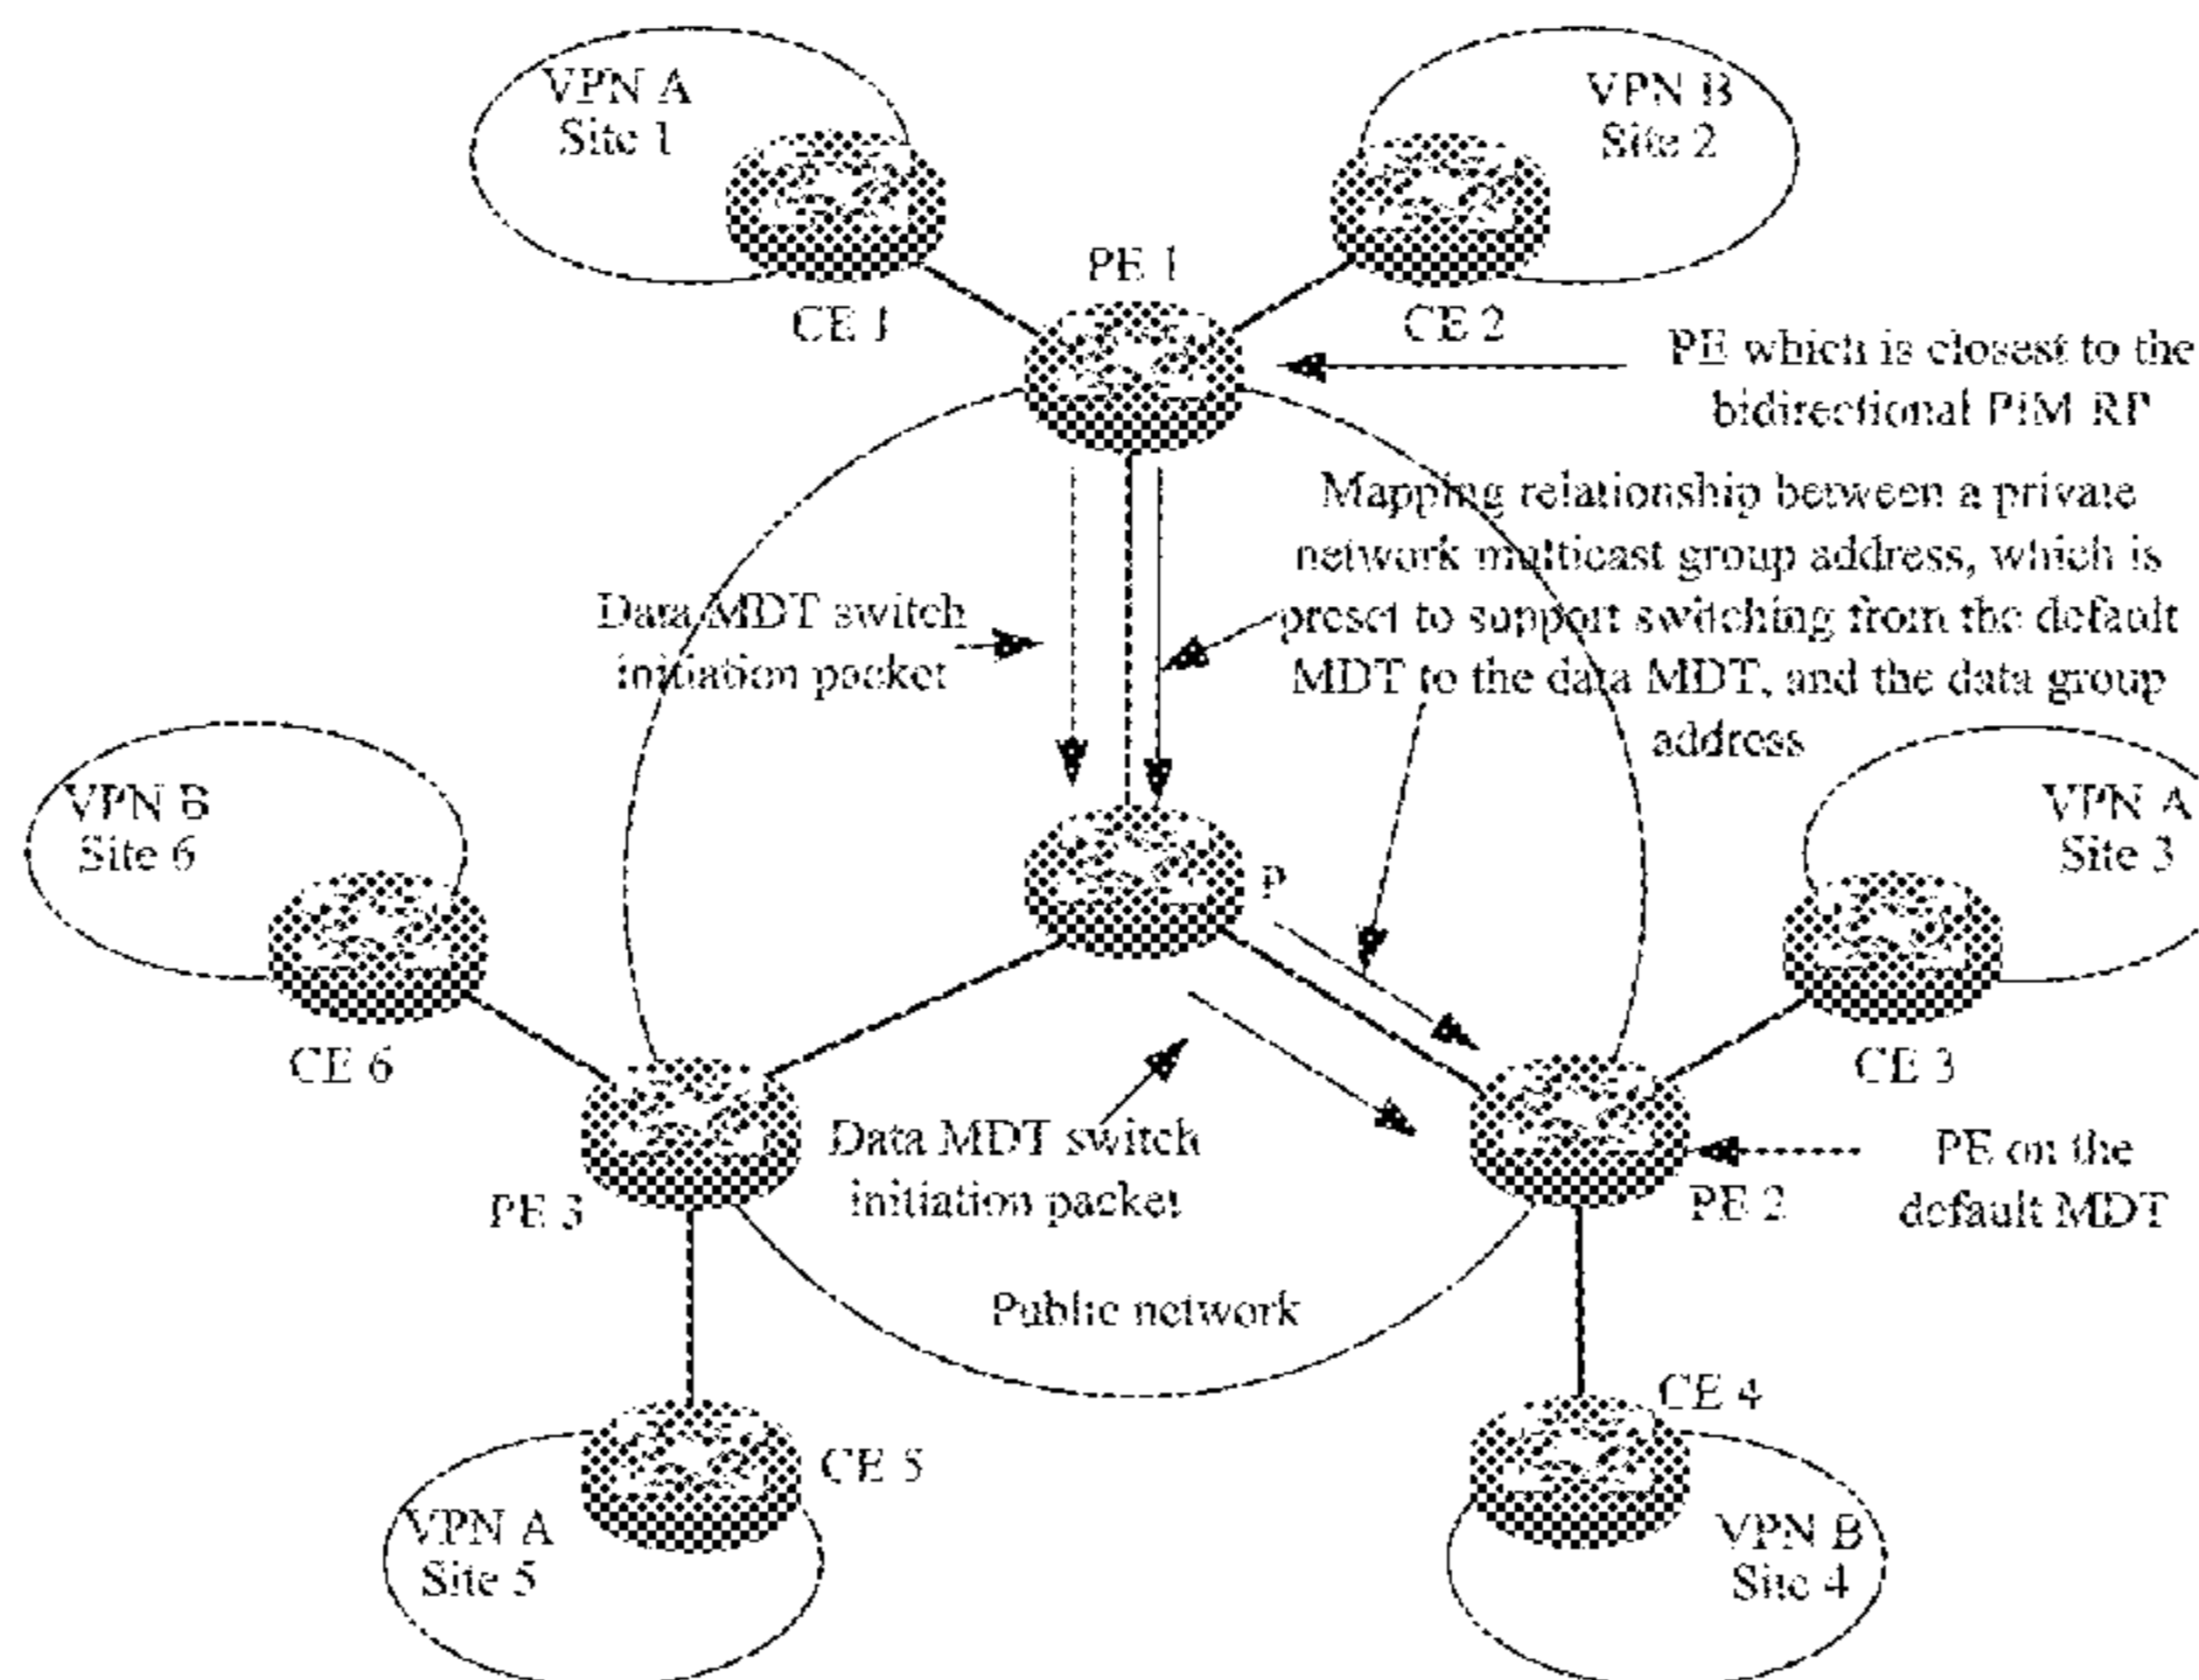 VPN A
Site 1
VPN B
Site 2
PE 1
CE 1
CE 2
PE which is closest to the
bidirectional PIM RP
Mapping relationship between a private
network multicast group address, which is
preset to support switching from the default
MDT to the data MDT, and the data group
address
Data MDT switch
initiation packet
VPN B
Site 6
VPN A
Site 3
P
CE 6
CE 3
Data MDT switch
initiation packet
PE on the
default MDT
PE 3
PE 2
Public network
CE 4
CE 5
VPN A
Site 5
VPN B
Site 4